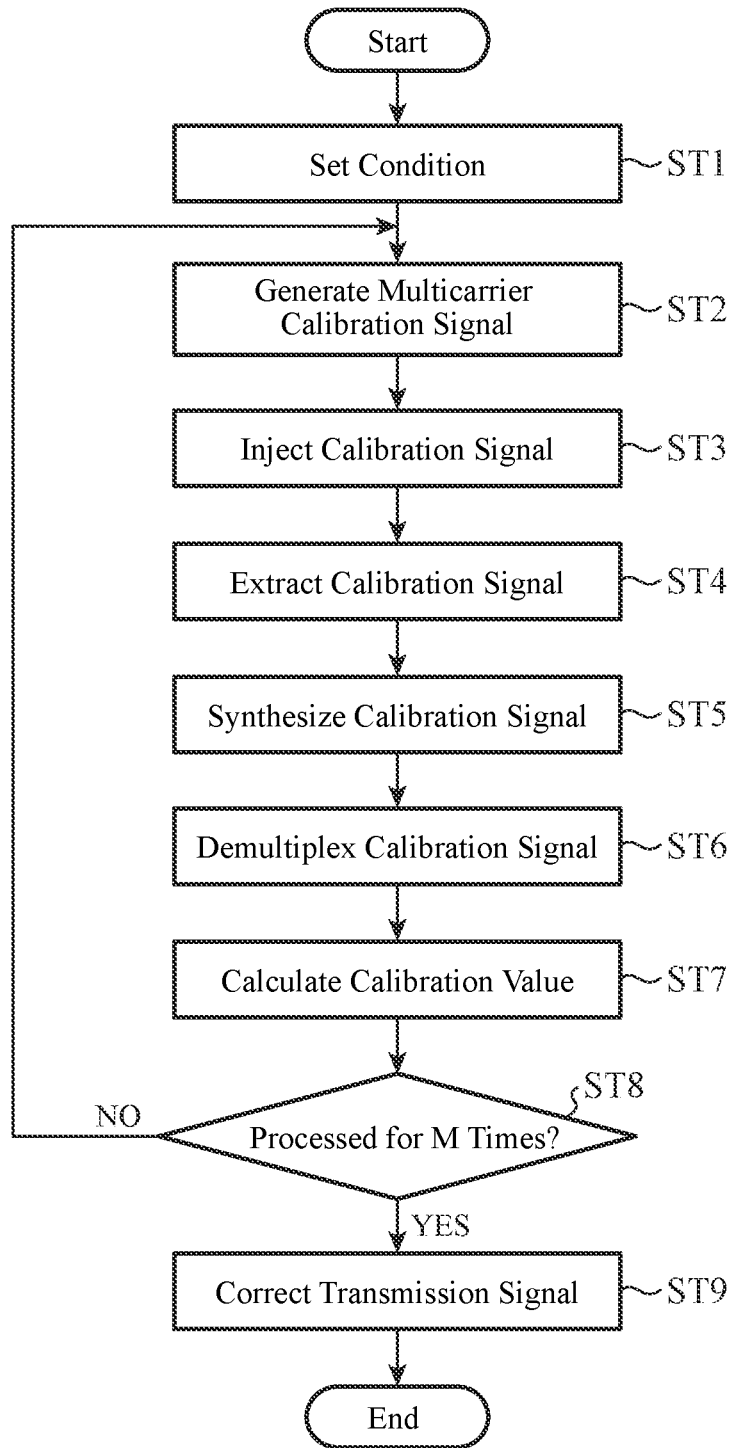 Start
Set Condition
ST1
Generate Multicarrier
Calibration Signal
ST2
Inject Calibration Signal
ST3
Extract Calibration Signal
ST4
Synthesize Calibration Signal
ST5
Demultiplex Calibration Signal
ST6
Calculate Calibration Value
ST7
ST8
NO
Processed for M Times?
YES
Correct Transmission Signal
ST9
End